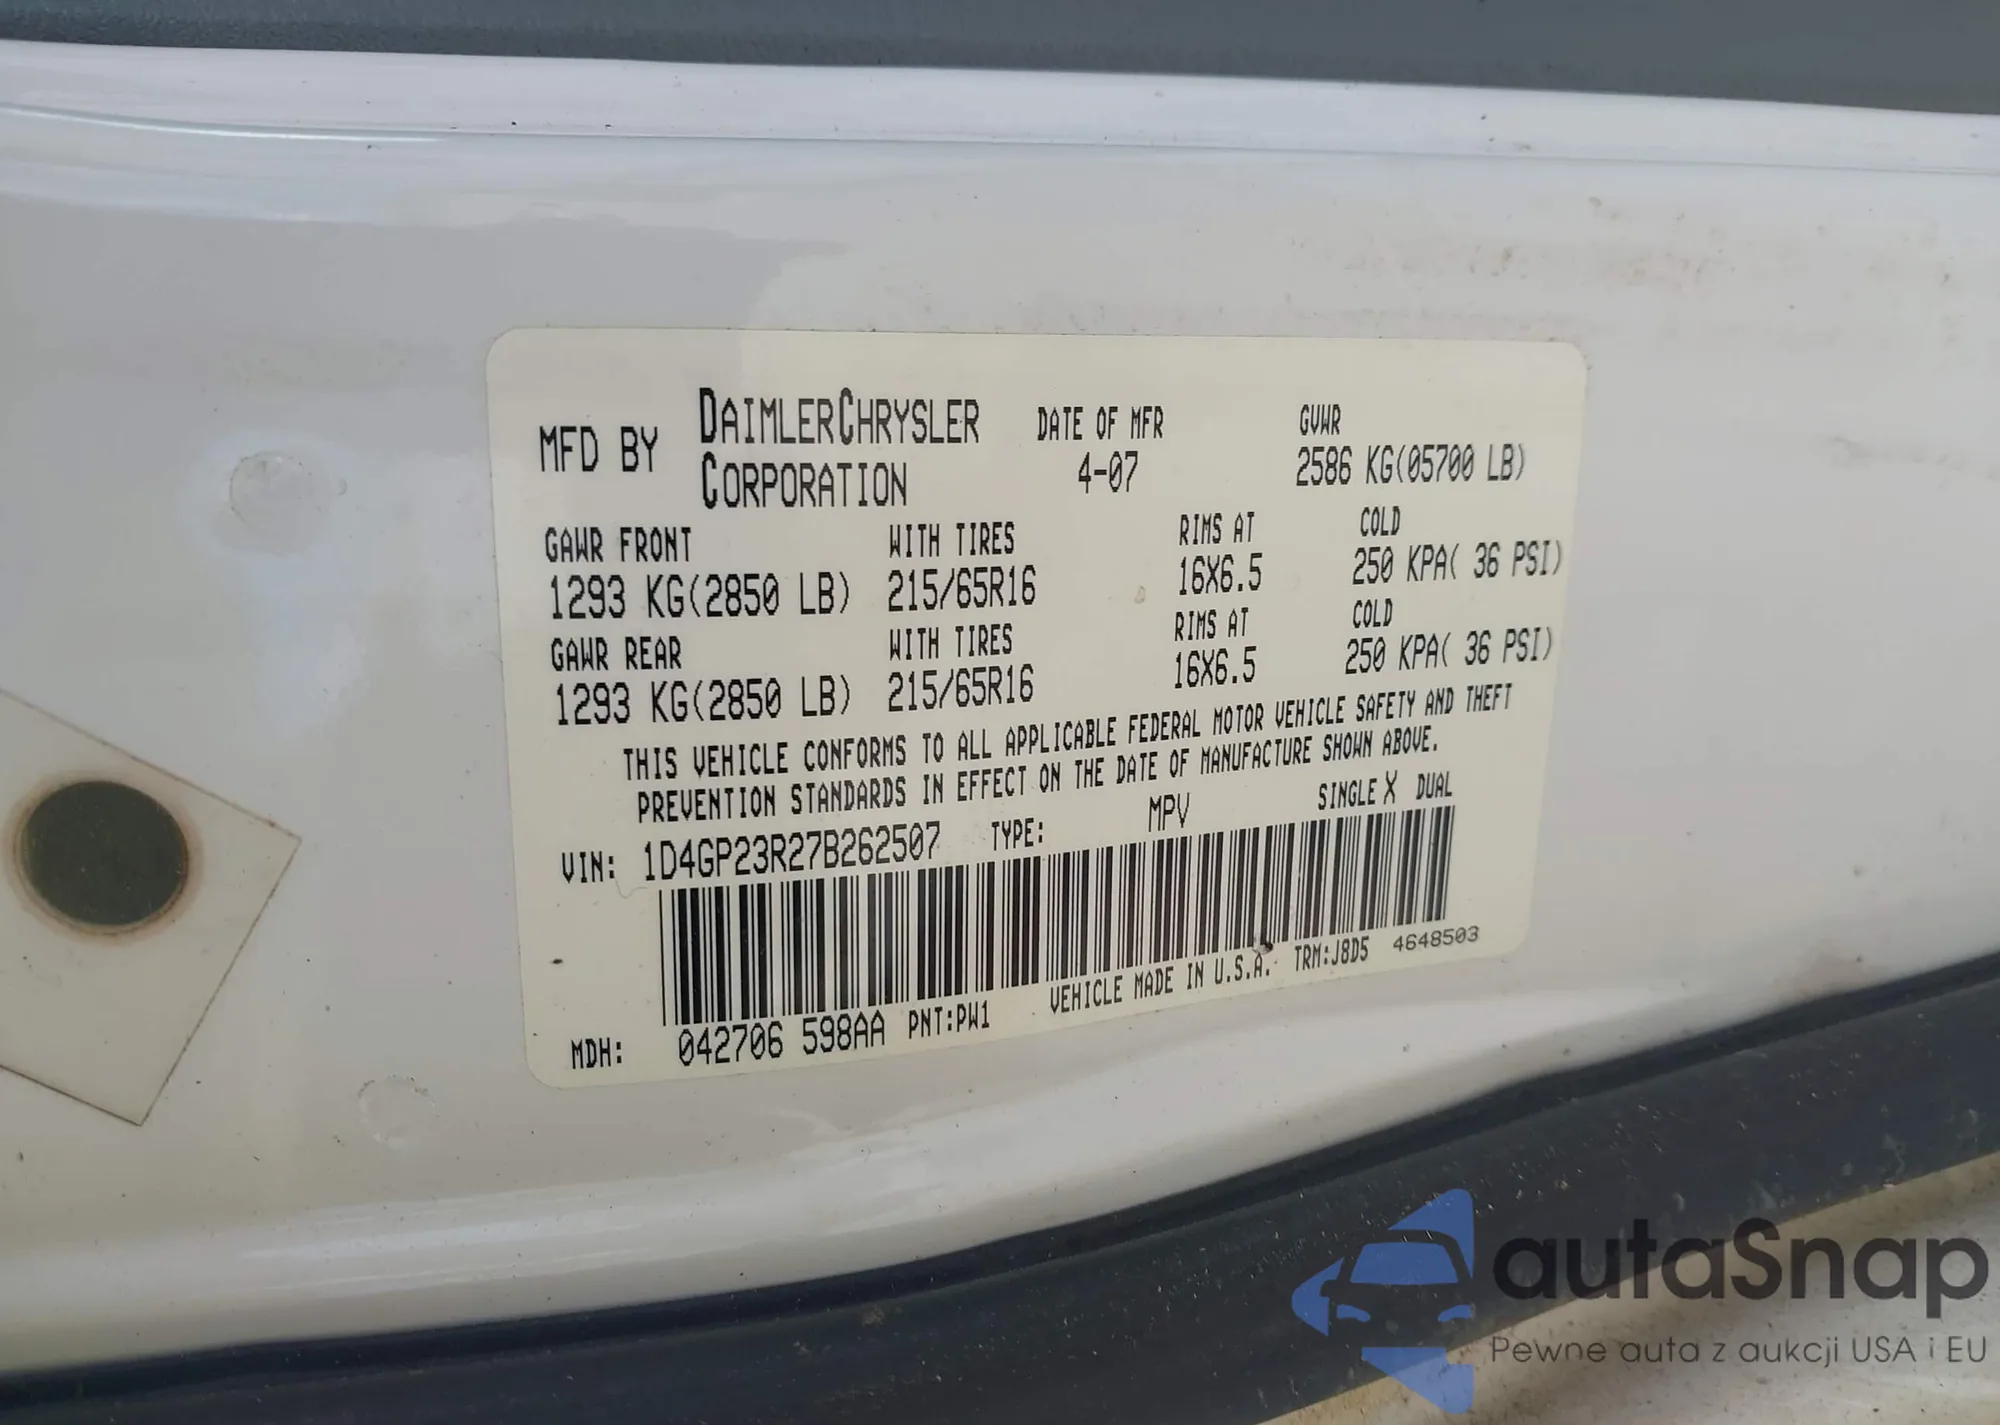 MFD BY DAIMLERCHRYSLER CORPORATION DATE OF MFR 4-07 GVWR 2586 KG(05700 LB)
GAWR FRONT WITH TIRES RIMS AT COLD
1293 KG(2850 LB) 215/65R16 16X6.5 250 KPA( 36 PSI)
GAWR REAR WITH TIRES RIMS AT COLD
1293 KG(2850 LB) 215/65R16 16X6.5 250 KPA( 36 PSI)
THIS VEHICLE CONFORMS TO ALL APPLICABLE FEDERAL MOTOR VEHICLE SAFETY AND THEFT
PREVENTION STANDARDS IN EFFECT ON THE DATE OF MANUFACTURE SHOWN ABOVE.
VIN: 1D4GP23R27B262507 TYPE: MPV SINGLE X DUAL
MDH: 042706 598AA PNT:PW1 VEHICLE MADE IN U.S.A. TRM:J8D5 4648503
autaSnap
Pewne auta z aukcji USA i EU